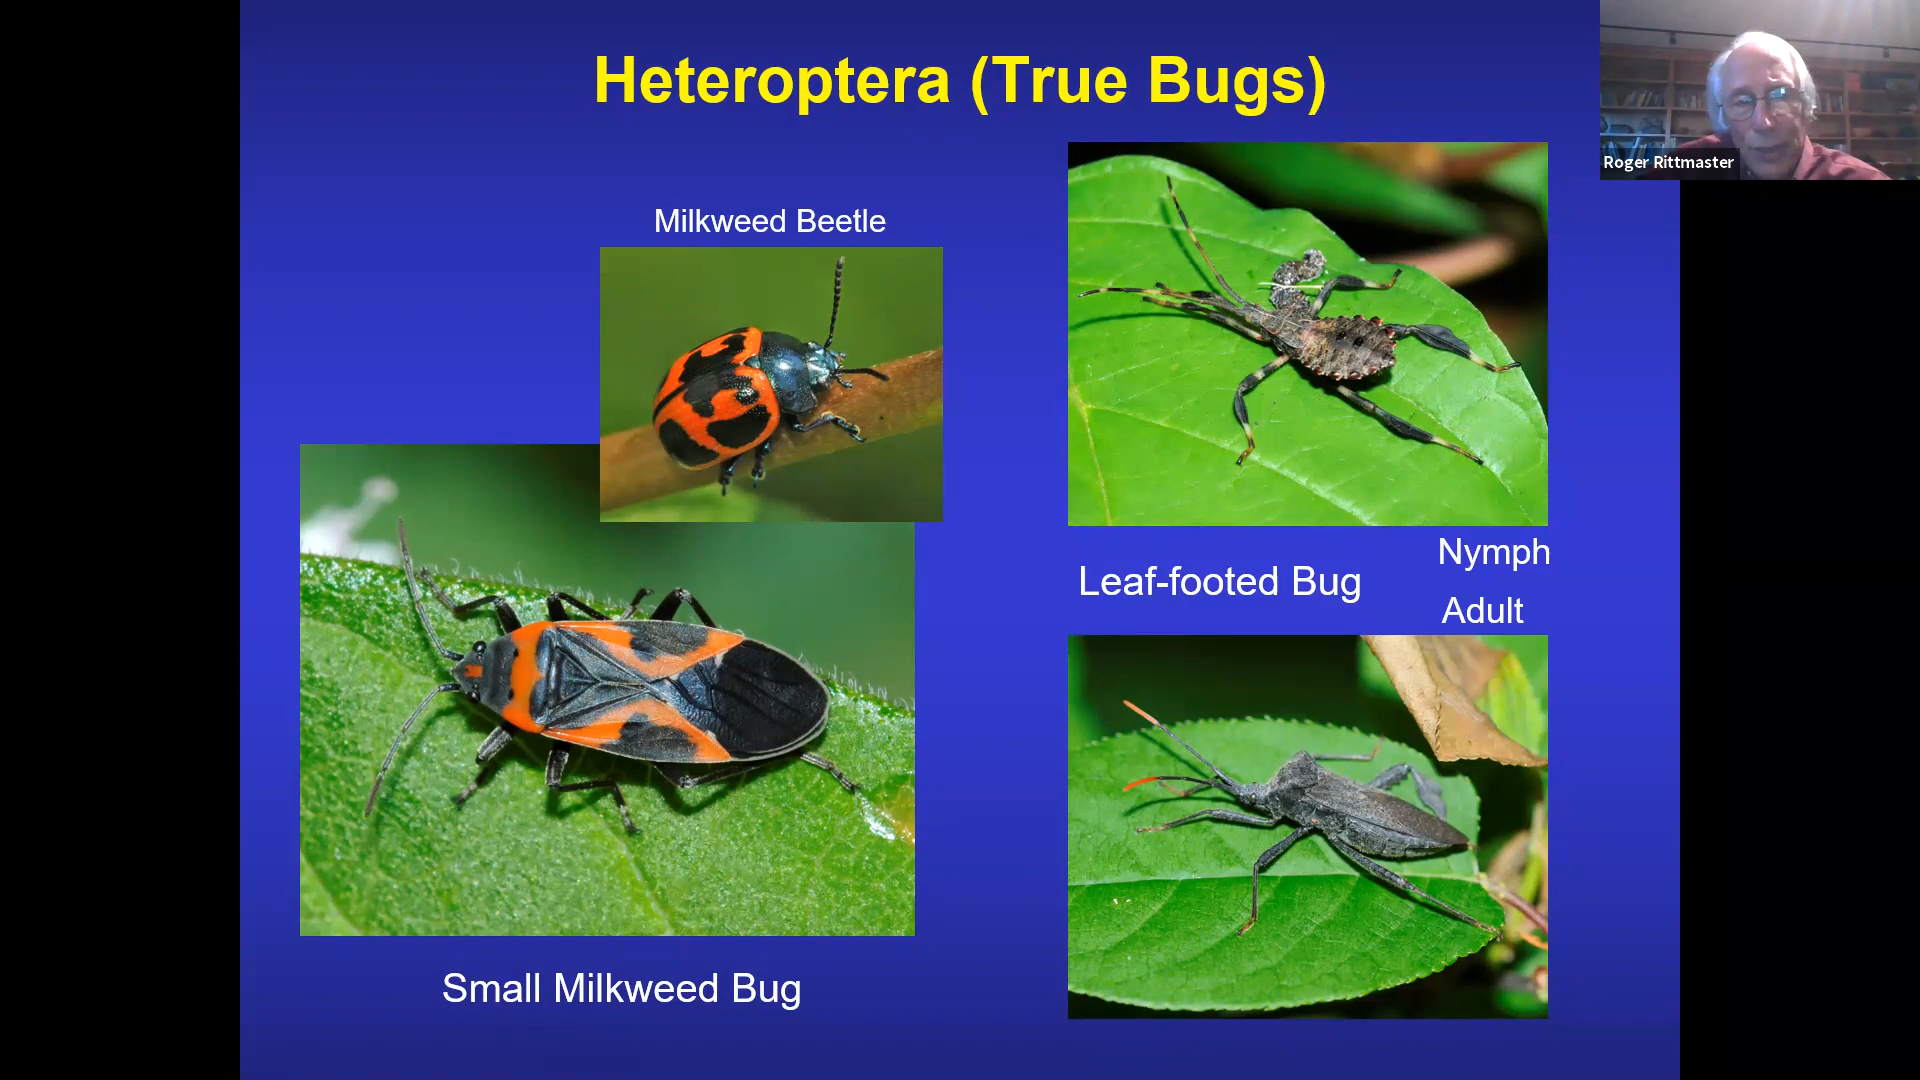 Heteroptera (True Bugs)
Roger Rittmaster
Milkweed Beetle
Nymph
Leaf-footed Bug
Adult
Small Milkweed Bug